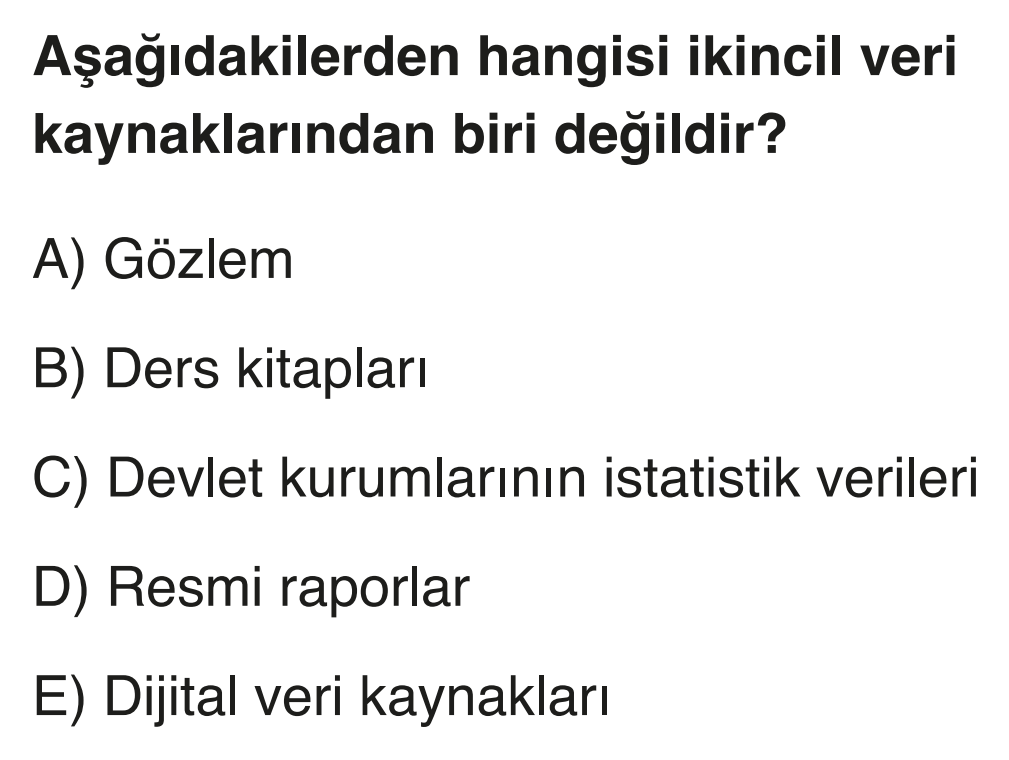 Aşağıdakilerden hangisi ikincil veri
kaynaklarından biri değildir?
A) Gözlem
B) Ders kitapları
C) Devlet kurumlarının istatistik verileri
D) Resmi raporlar
E) Dijital veri kaynakları